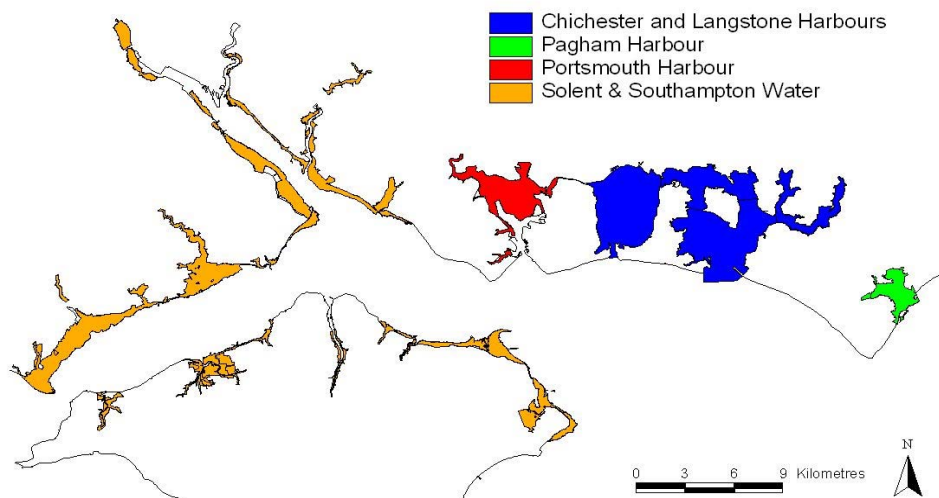 Chichester and Langstone Harbours
Pagham Harbour
Portsmouth Harbour
Solent & Southampton Water
N
0 3 6 9 Kilometres